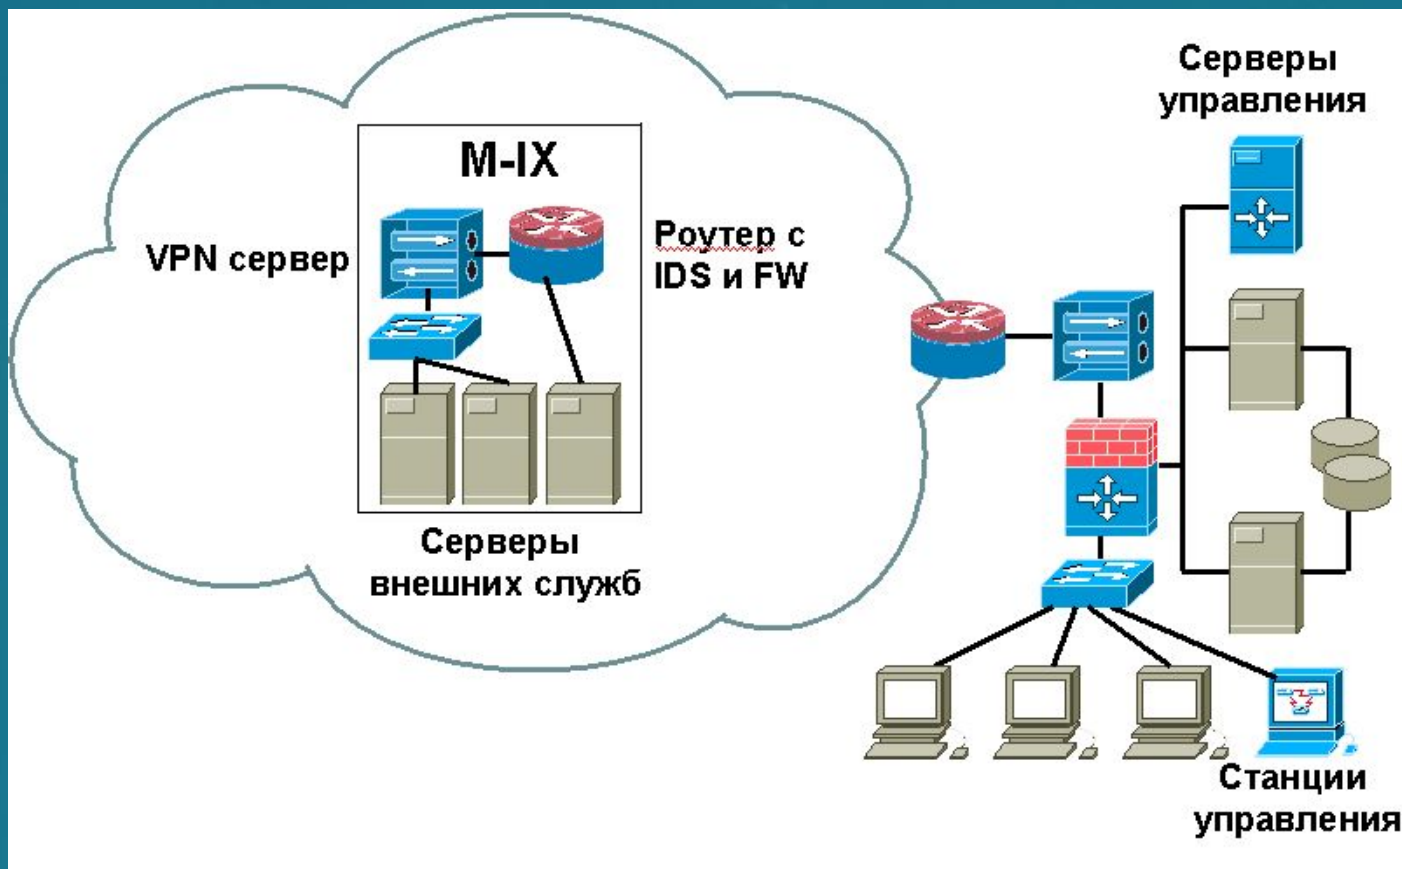 Серверы
управления
M-IX
VPN сервер
Роутер с
IDS и FW
Серверы
внешних служб
Станции
управления